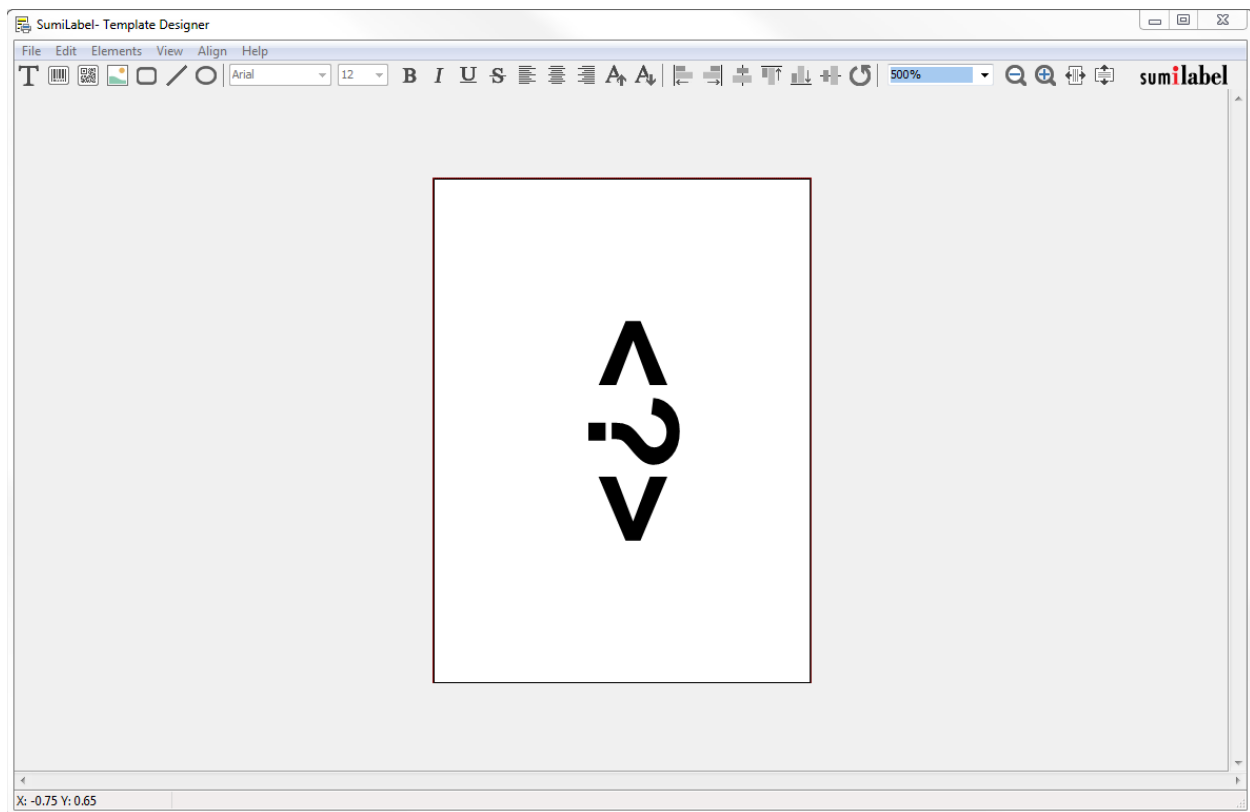 SumiLabel- Template Designer
File Edit Elements View Align Help
T Arial 12 B I U S A A 500% sumilabel
<?>
X: -0.75 Y: 0.65